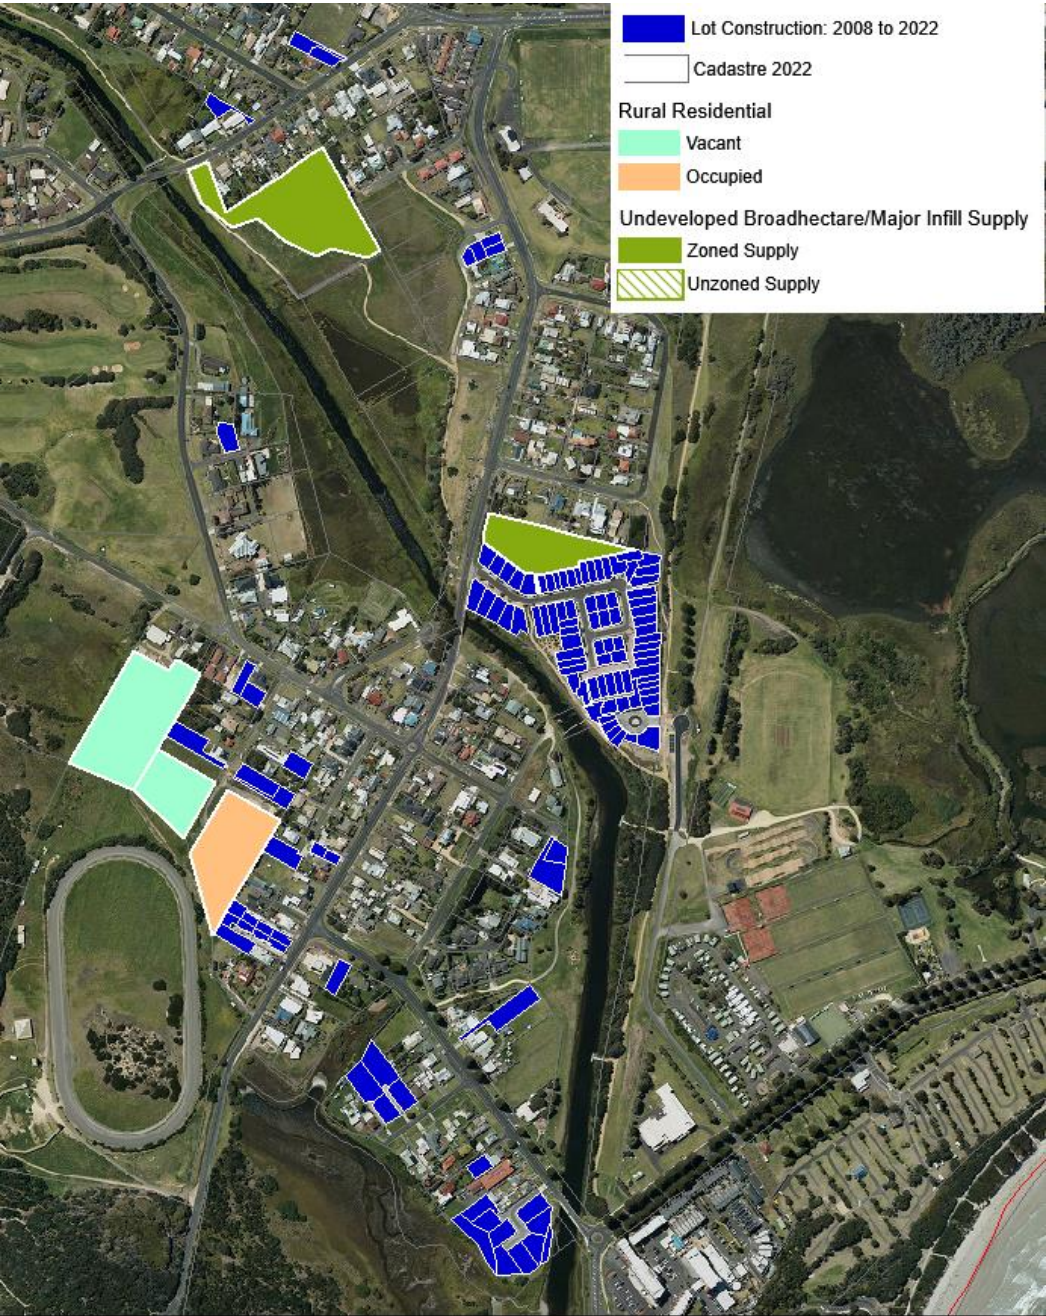 Lot Construction: 2008 to 2022
Cadastre 2022
Rural Residential
Vacant
Occupied
Undeveloped Broadhectare/Major Infill Supply
Zoned Supply
Unzoned Supply